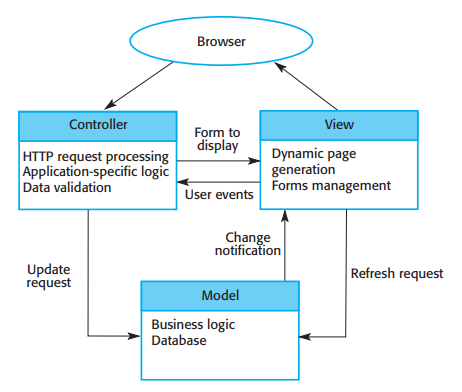 Browser
Controller
HTTP request processing
Application-specific logic
Data validation
Form to
display
User events
View
Dynamic page
generation
Forms management
Change
notification
Update
request
Refresh request
Model
Business logic
Database